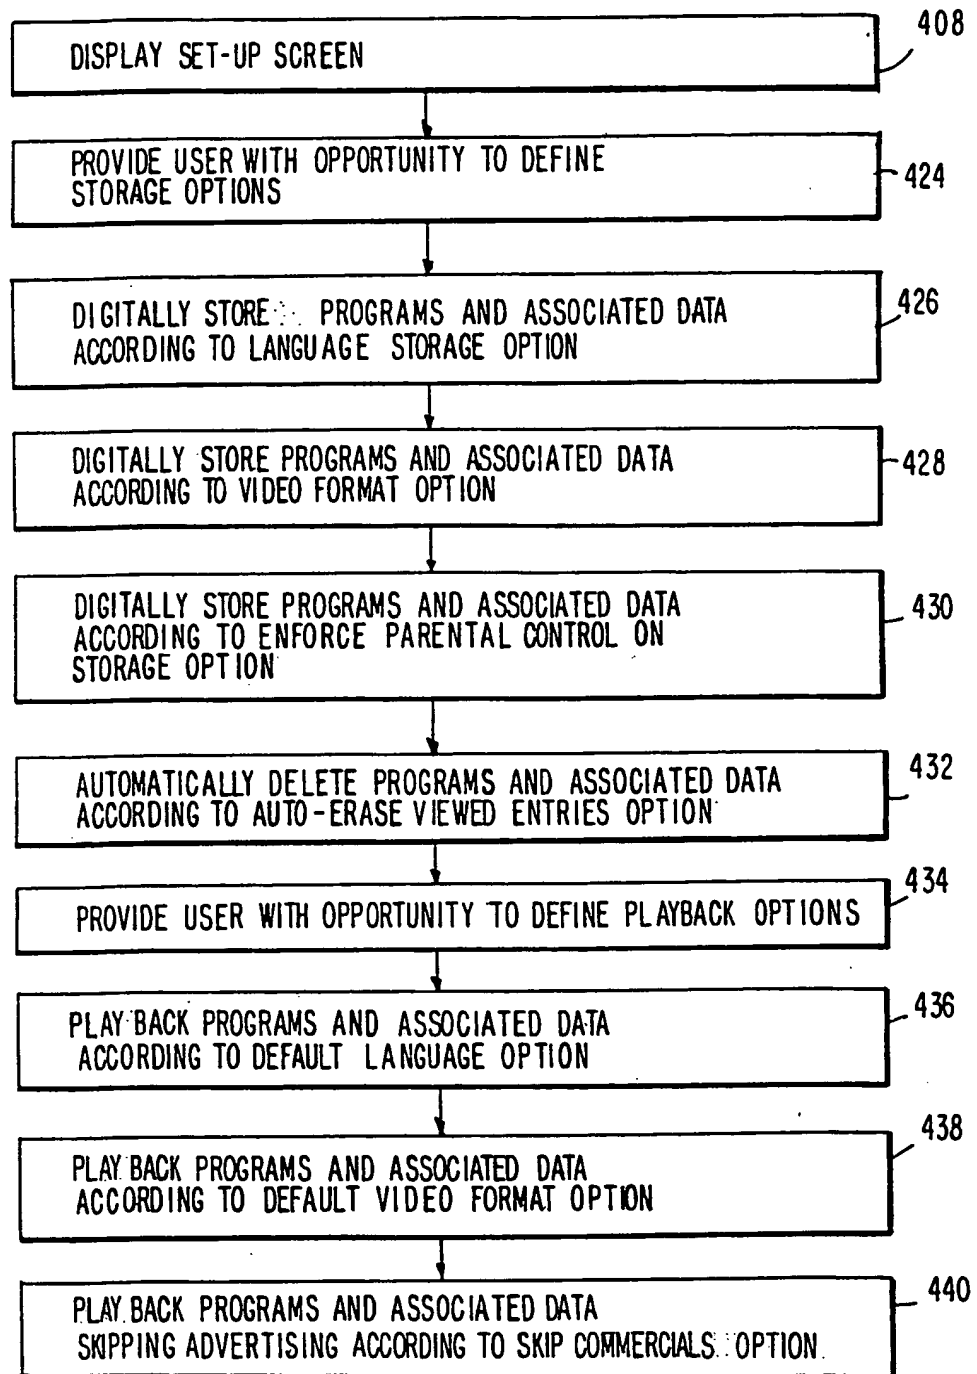 408
DISPLAY SET-UP SCREEN
PROVIDE USER WITH OPPORTUNITY TO DEFINE
STORAGE OPTIONS
424
DIGITALLY STORE PROGRAMS AND ASSOCIATED DATA
ACCORDING TO LANGUAGE STORAGE OPTION
426
DIGITALLY STORE PROGRAMS AND ASSOCIATED DATA
ACCORDING TO VIDEO FORMAT OPTION
428
DIGITALLY STORE PROGRAMS AND ASSOCIATED DATA
ACCORDING TO ENFORCE PARENTAL CONTROL ON
STORAGE OPTION
430
AUTOMATICALLY DELETE PROGRAMS AND ASSOCIATED DATA
ACCORDING TO AUTO-ERASE VIEWED ENTRIES OPTION
432
434
PROVIDE USER WITH OPPORTUNITY TO DEFINE PLAYBACK OPTIONS
PLAY BACK PROGRAMS AND ASSOCIATED DATA
ACCORDING TO DEFAULT LANGUAGE OPTION
436
PLAY BACK PROGRAMS AND ASSOCIATED DATA
ACCORDING TO DEFAULT VIDEO FORMAT OPTION
438
PLAY BACK PROGRAMS AND ASSOCIATED DATA
SKIPPING ADVERTISING ACCORDING TO SKIP COMMERCIALS OPTION
440